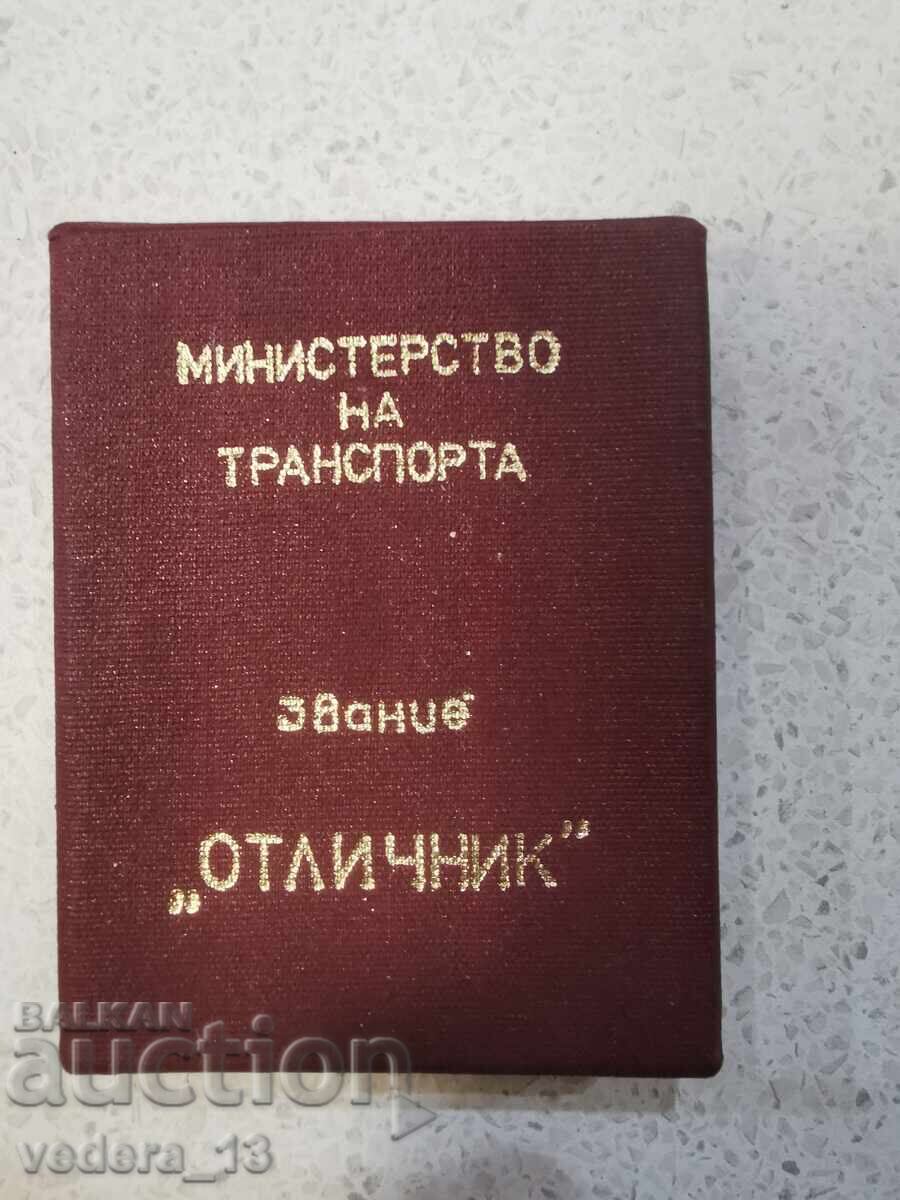 МИНИСТЕРСТВО
НА
ТРАНСПОРТА
звание
„ОТЛИЧНИК”
BALKAN
auction
vedera_13